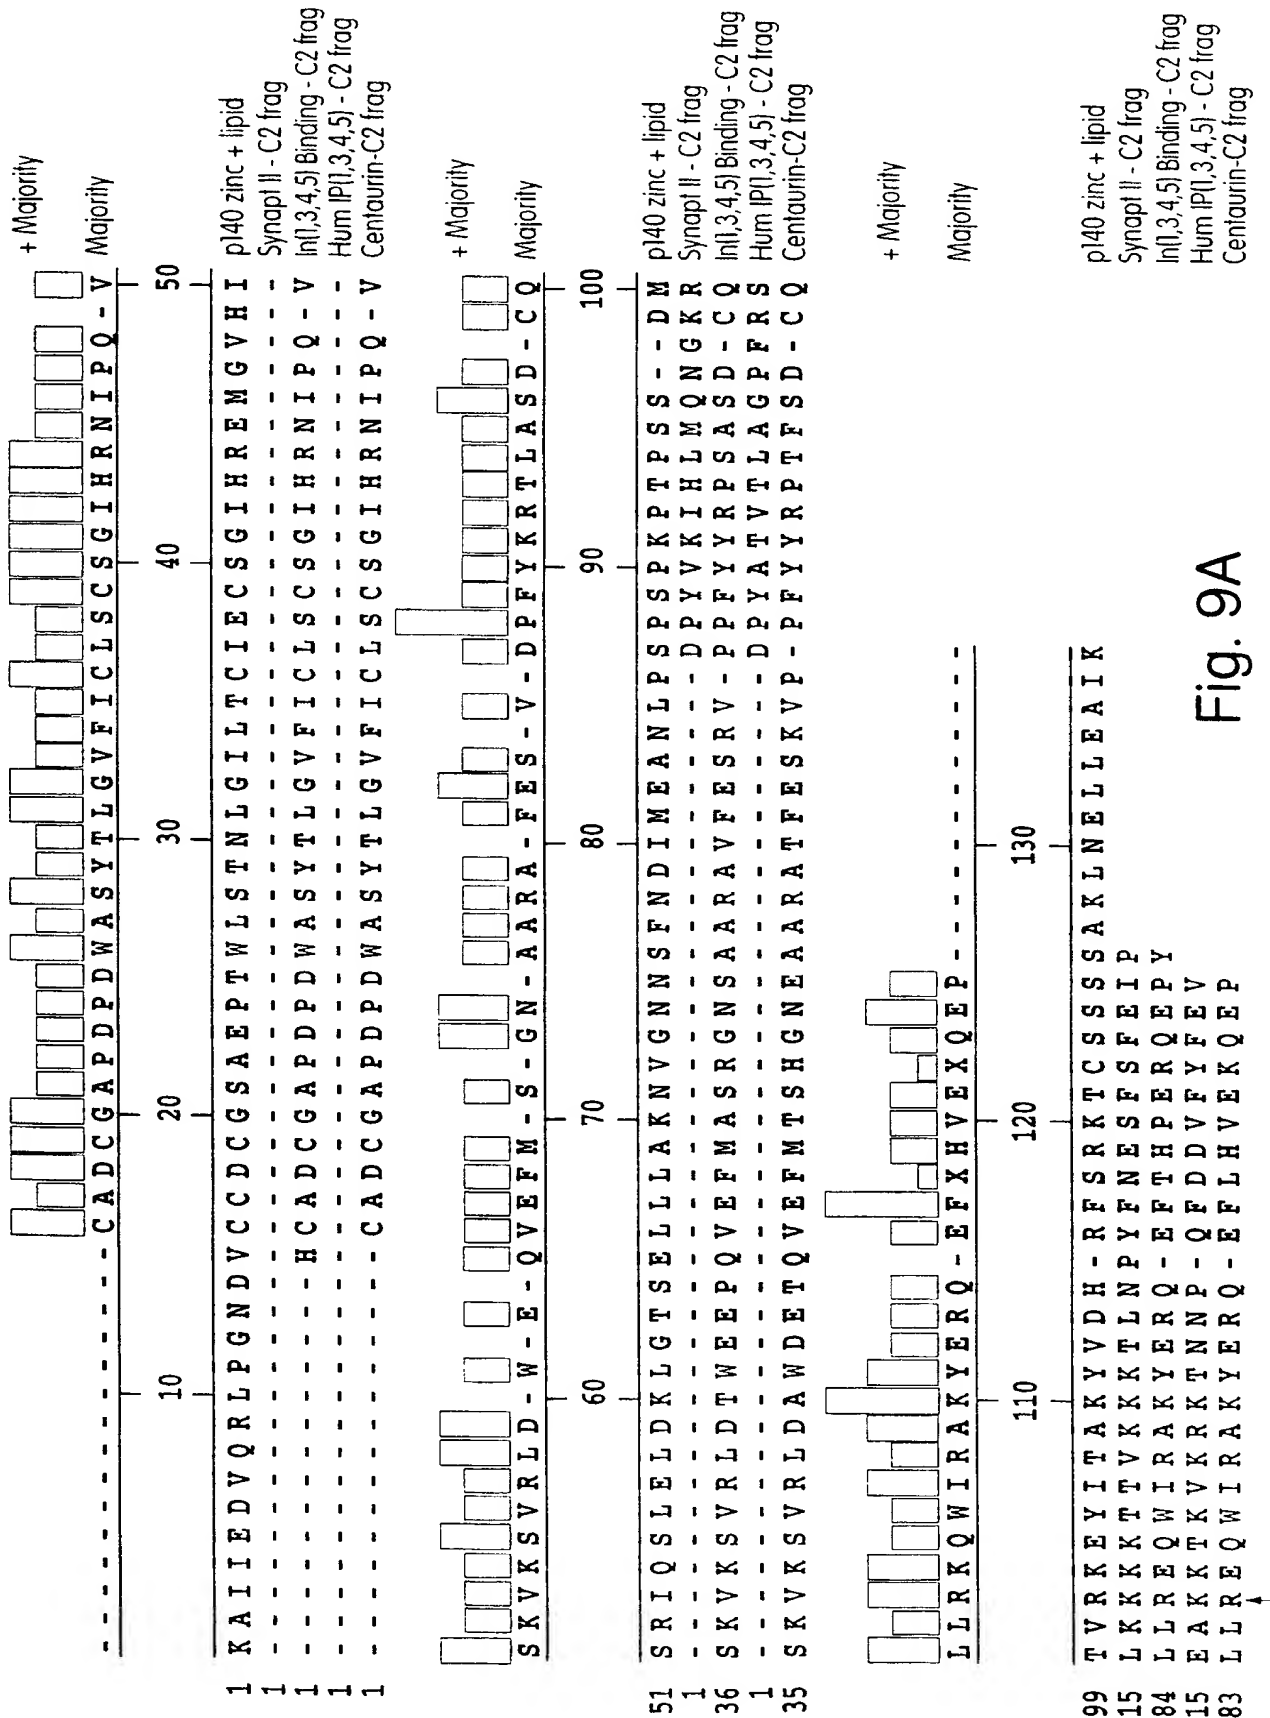 + Majority
- - - - - - - - - - - - - - - C A D C G A P D P D W A S Y T L G V F I C L S C S G I H R N I P Q - V Majority
10 20 30 40 50
1 K A I I E D V Q R L P G N D V C C D C G S A E P T W L S T N L G I L T C I E C S G I H R E M G V H I p140 zinc + lipid
1 - - - - - - - - - - - - - - - - - - - - - - - - - - - - - - - - - - - - - - - - - - - - - - - - - - Synapt II - C2 frag
1 - - - - - - - - - - - - - - H C A D C G A P D P D W A S Y T L G V F I C L S C S G I H R N I P Q - V In(1,3,4,5) Binding - C2 frag
1 - - - - - - - - - - - - - - - - - - - - - - - - - - - - - - - - - - - - - - - - - - - - - - - - - - Hum IP(1,3,4,5) - C2 frag
1 - - - - - - - - - - - - - - - C A D C G A P D P D W A S Y T L G V F I C L S C S G I H R N I P Q - V Centaurin-C2 frag
+ Majority
S K V K S V R L D - W - E - Q V E F M - S - G N - A A R A - F E S - V - D P F Y K R T L A S D - C Q Majority
60 70 80 90 100
51 S R I Q S L E L D K L G T S E L L L A K N V G N N S F N D I M E A N L P S P S P K P T P S S - - D M p140 zinc + lipid
1 - - - - - - - - - - - - - - - - - - - - - - - - - - - - - - - - - - - - D P Y V K I H L M Q N G K R Synapt II - C2 frag
36 S K V K S V R L D T W E E P Q V E F M A S R G N S A A R A V F E S R V - P P F Y Y R P S A S D - C Q In(1,3,4,5) Binding - C2 frag
1 - - - - - - - - - - - - - - - - - - - - - - - - - - - - - - - - - - - - D P Y A T V T L A G P F R S Hum IP(1,3,4,5) - C2 frag
35 S K V K S V R L D A W D E T Q V E F M T S H G N E A A R A T F E S K V P - P F Y Y R P T F S D - C Q Centaurin-C2 frag
+ Majority
L L R K Q W I R A K Y E R Q - E F X H V E X Q E P - - - - - - - - - - - - Majority
110 120 130
99 T V R K E Y I T A K Y V D H - R F S R K T C S S S S A K L N E L L E A I K p140 zinc + lipid
15 L K K K K T T V K K K T L N P Y F N E S F S F E I P Synapt II - C2 frag
84 L L R E Q W I R A K Y E R Q - E F T H P E R Q E P Y In(1,3,4,5) Binding - C2 frag
15 E A K K T K V K R K T N N P - Q F D D V F Y F E V Hum IP(1,3,4,5) - C2 frag
83 L L R E Q W I R A K Y E R Q - E F L H V E K Q E P Centaurin-C2 frag
Fig. 9A